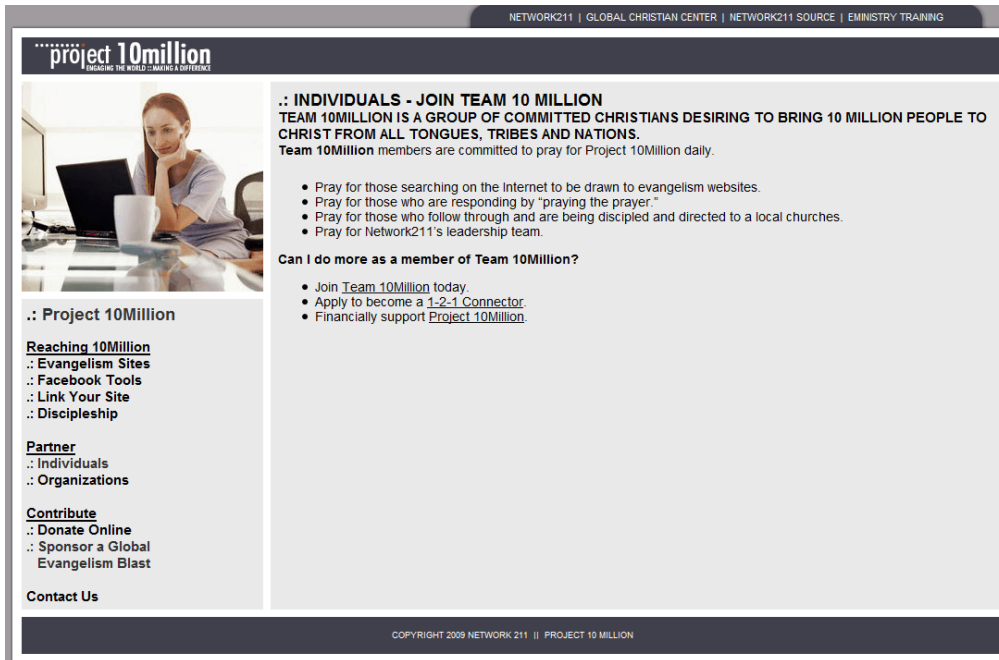 NETWORK211 | GLOBAL CHRISTIAN CENTER | NETWORK211 SOURCE | EMINISTRY TRAINING
project 10million
ENGAGING THE WORLD :: MAKING A DIFFERENCE
.: INDIVIDUALS - JOIN TEAM 10 MILLION
TEAM 10MILLION IS A GROUP OF COMMITTED CHRISTIANS DESIRING TO BRING 10 MILLION PEOPLE TO
CHRIST FROM ALL TONGUES, TRIBES AND NATIONS.
Team 10Million members are committed to pray for Project 10Million daily.
• Pray for those searching on the Internet to be drawn to evangelism websites.
• Pray for those who are responding by “praying the prayer.”
• Pray for those who follow through and are being discipled and directed to a local churches.
• Pray for Network211’s leadership team.
Can I do more as a member of Team 10Million?
• Join Team 10Million today.
• Apply to become a 1-2-1 Connector.
• Financially support Project 10Million.
.: Project 10Million
Reaching 10Million
.: Evangelism Sites
.: Facebook Tools
.: Link Your Site
.: Discipleship
Partner
.: Individuals
.: Organizations
Contribute
.: Donate Online
.: Sponsor a Global
Evangelism Blast
Contact Us
COPYRIGHT 2009 NETWORK 211 || PROJECT 10 MILLION